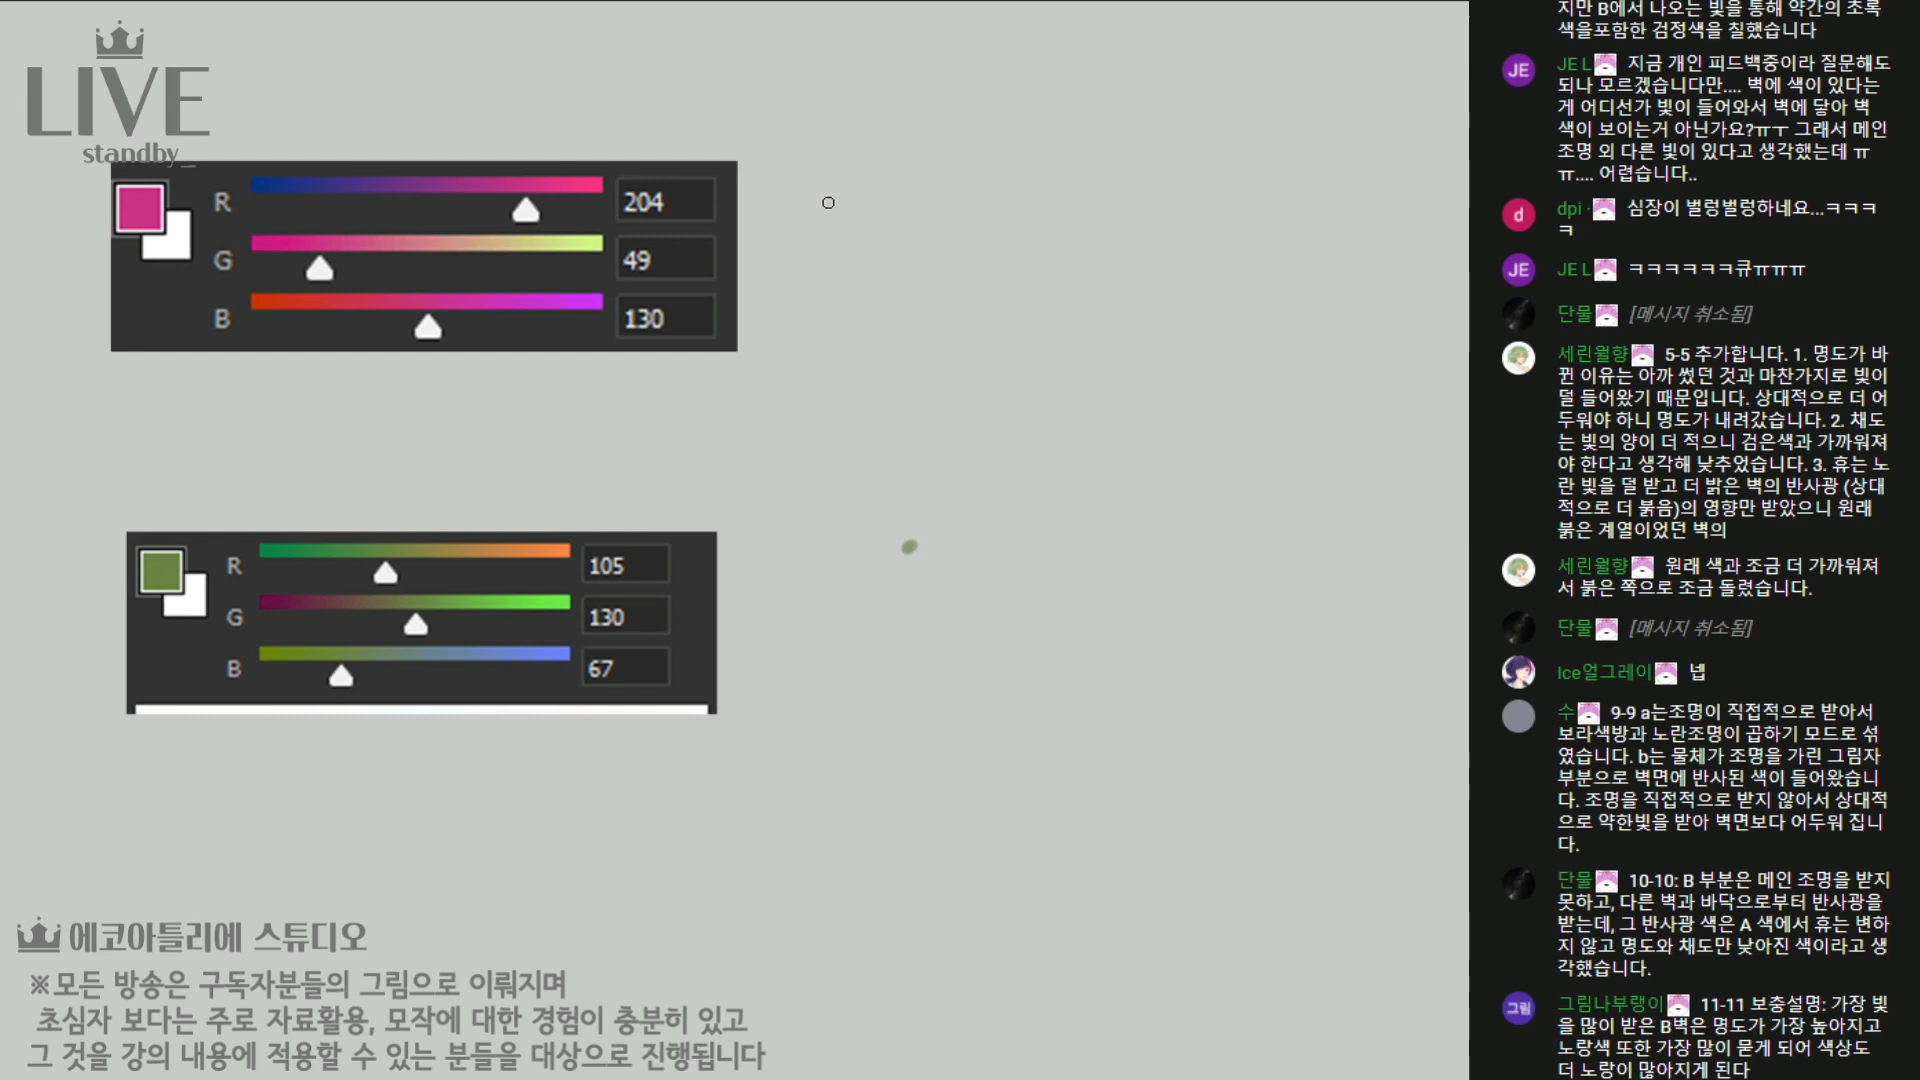 LIVE
standby_
R 204
G 49
B 130
R 105
G 130
B 67
에코아틀리에 스튜디오
※모든 방송은 구독자분들의 그림으로 이뤄지며
초심자 보다는 주로 자료활용, 모작에 대한 경험이 충분히 있고
그 것을 강의 내용에 적용할 수 있는 분들을 대상으로 진행됩니다
지만 B에서 나오는 빛을 통해 약간의 초록
색을포함한 검정색을 칠했습니다
JE
JE L 지금 개인 피드백중이라 질문해도
되나 모르겠습니다만.... 벽에 색이 있다는
게 어디선가 빛이 들어와서 벽에 닿아 벽
색이 보이는거 아닌가요?ㅠㅜ 그래서 메인
조명 외 다른 빛이 있다고 생각했는데 ㅠ
ㅠ.... 어렵습니다..
d
dpi · 심장이 벌렁벌렁하네요...ㅋㅋㅋ
ㅋ
JE
JE L ㅋㅋㅋㅋㅋㅋ큐ㅠㅠㅠ
단물 [메시지 취소됨]
세린월향 5-5 추가합니다. 1. 명도가 바
뀐 이유는 아까 썼던 것과 마찬가지로 빛이
덜 들어왔기 때문입니다. 상대적으로 더 어
두워야 하니 명도가 내려갔습니다. 2. 채도
는 빛의 양이 더 적으니 검은색과 가까워져
야 한다고 생각해 낮추었습니다. 3. 휴는 노
란 빛을 덜 받고 더 밝은 벽의 반사광 (상대
적으로 더 붉음)의 영향만 받았으니 원래
붉은 계열이었던 벽의
세린월향 원래 색과 조금 더 가까워져
서 붉은 쪽으로 조금 돌렸습니다.
단물 [메시지 취소됨]
Ice얼그레이 넵
수 9-9 a는조명이 직접적으로 받아서
보라색방과 노란조명이 곱하기 모드로 섞
였습니다. b는 물체가 조명을 가린 그림자
부분으로 벽면에 반사된 색이 들어왔습니
다. 조명을 직접적으로 받지 않아서 상대적
으로 약한빛을 받아 벽면보다 어두워 집니
다.
단물 10-10: B 부분은 메인 조명을 받지
못하고, 다른 벽과 바닥으로부터 반사광을
받는데, 그 반사광 색은 A 색에서 휴는 변하
지 않고 명도와 채도만 낮아진 색이라고 생
각했습니다.
그림
그림나부랭이 11-11 보충설명: 가장 빛
을 많이 받은 B벽은 명도가 가장 높아지고
노랑색 또한 가장 많이 묻게 되어 색상도
더 노랑이 많아지게 된다